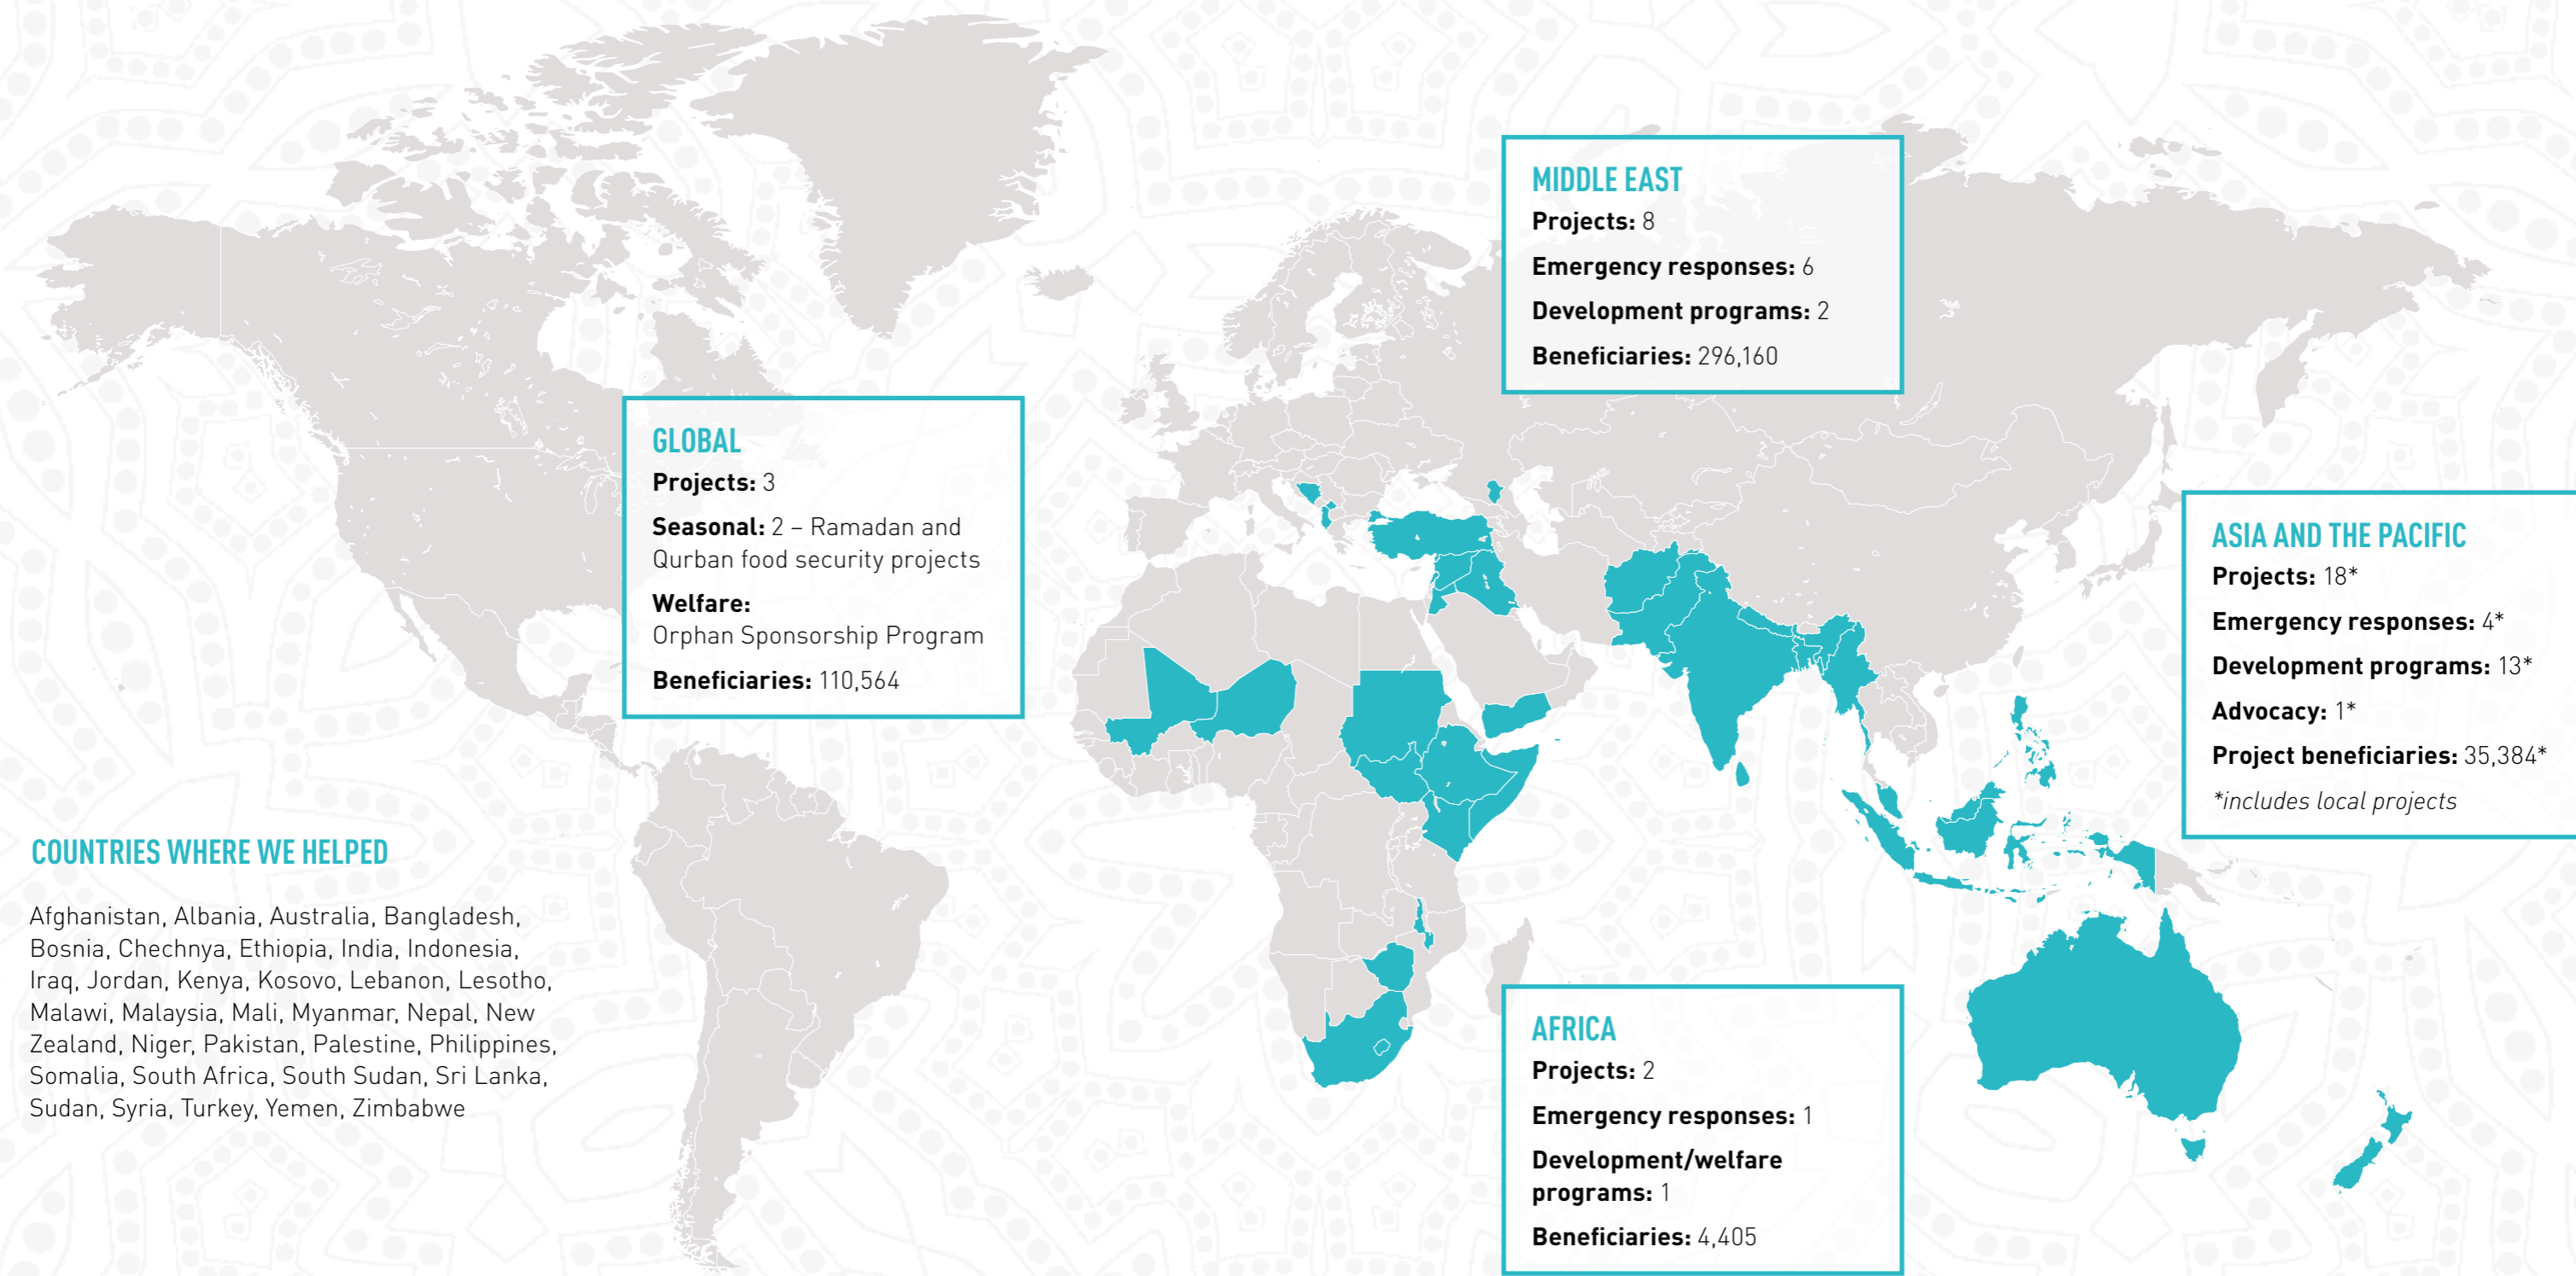 MIDDLE EAST
Projects: 8
Emergency responses: 6
Development programs: 2
Beneficiaries: 296,160
GLOBAL
Projects: 3
Seasonal: 2 – Ramadan and
Qurban food security projects
Welfare:
Orphan Sponsorship Program
Beneficiaries: 110,564
ASIA AND THE PACIFIC
Projects: 18*
Emergency responses: 4*
Development programs: 13*
Advocacy: 1*
Project beneficiaries: 35,384*
*includes local projects
COUNTRIES WHERE WE HELPED
Afghanistan, Albania, Australia, Bangladesh,
Bosnia, Chechnya, Ethiopia, India, Indonesia,
Iraq, Jordan, Kenya, Kosovo, Lebanon, Lesotho,
Malawi, Malaysia, Mali, Myanmar, Nepal, New
Zealand, Niger, Pakistan, Palestine, Philippines,
Somalia, South Africa, South Sudan, Sri Lanka,
Sudan, Syria, Turkey, Yemen, Zimbabwe
AFRICA
Projects: 2
Emergency responses: 1
Development/welfare
programs: 1
Beneficiaries: 4,405